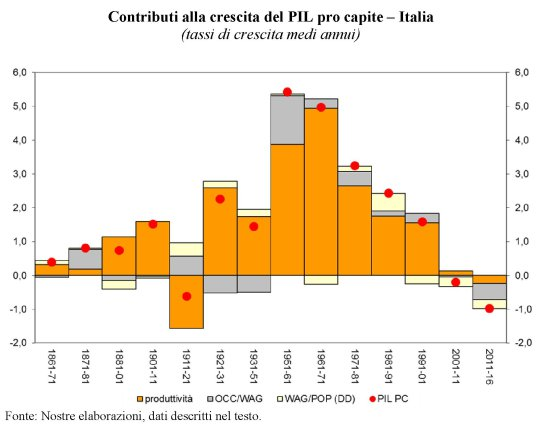 Contributi alla crescita del PIL pro capite – Italia
(tassi di crescita medi annui)
6,0 6,0
5,0 5,0
4,0 4,0
3,0 3,0
2,0 2,0
1,0 1,0
0,0 0,0
-1,0 -1,0
-2,0 -2,0
1861-71 1871-81 1881-01 1901-11 1911-21 1921-31 1931-51 1951-61 1961-71 1971-81 1981-91 1991-01 2001-11 2011-16
produttività OCC/WAG WAG/POP (DD) PIL PC
Fonte: Nostre elaborazioni, dati descritti nel testo.